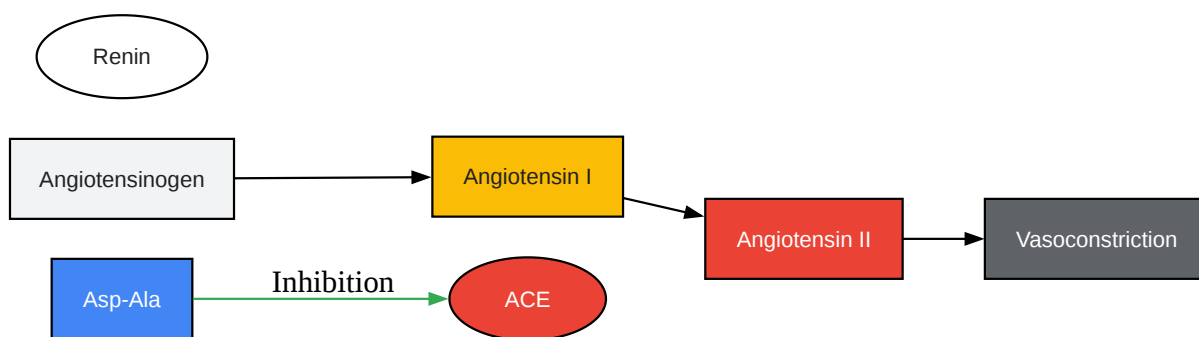 Renin
Angiotensinogen
Angiotensin I
Angiotensin II
Vasoconstriction
Asp-Ala
Inhibition
ACE